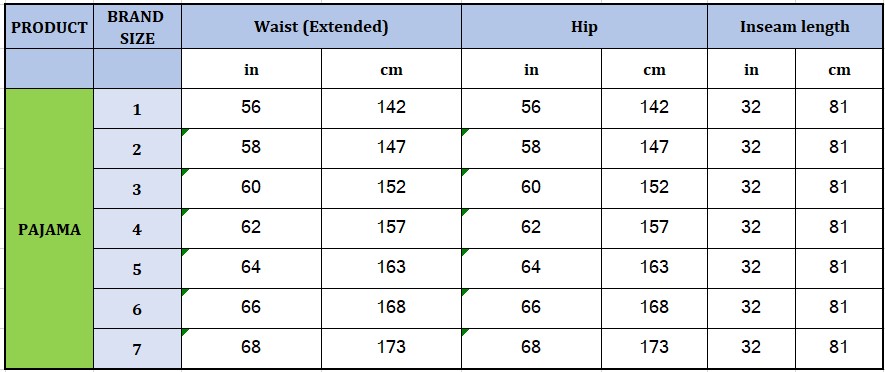 PRODUCT BRAND SIZE Waist (Extended) Hip Inseam length
in cm in cm in cm
1 56 142 56 142 32 81
2 58 147 58 147 32 81
3 60 152 60 152 32 81
PAJAMA 4 62 157 62 157 32 81
5 64 163 64 163 32 81
6 66 168 66 168 32 81
7 68 173 68 173 32 81